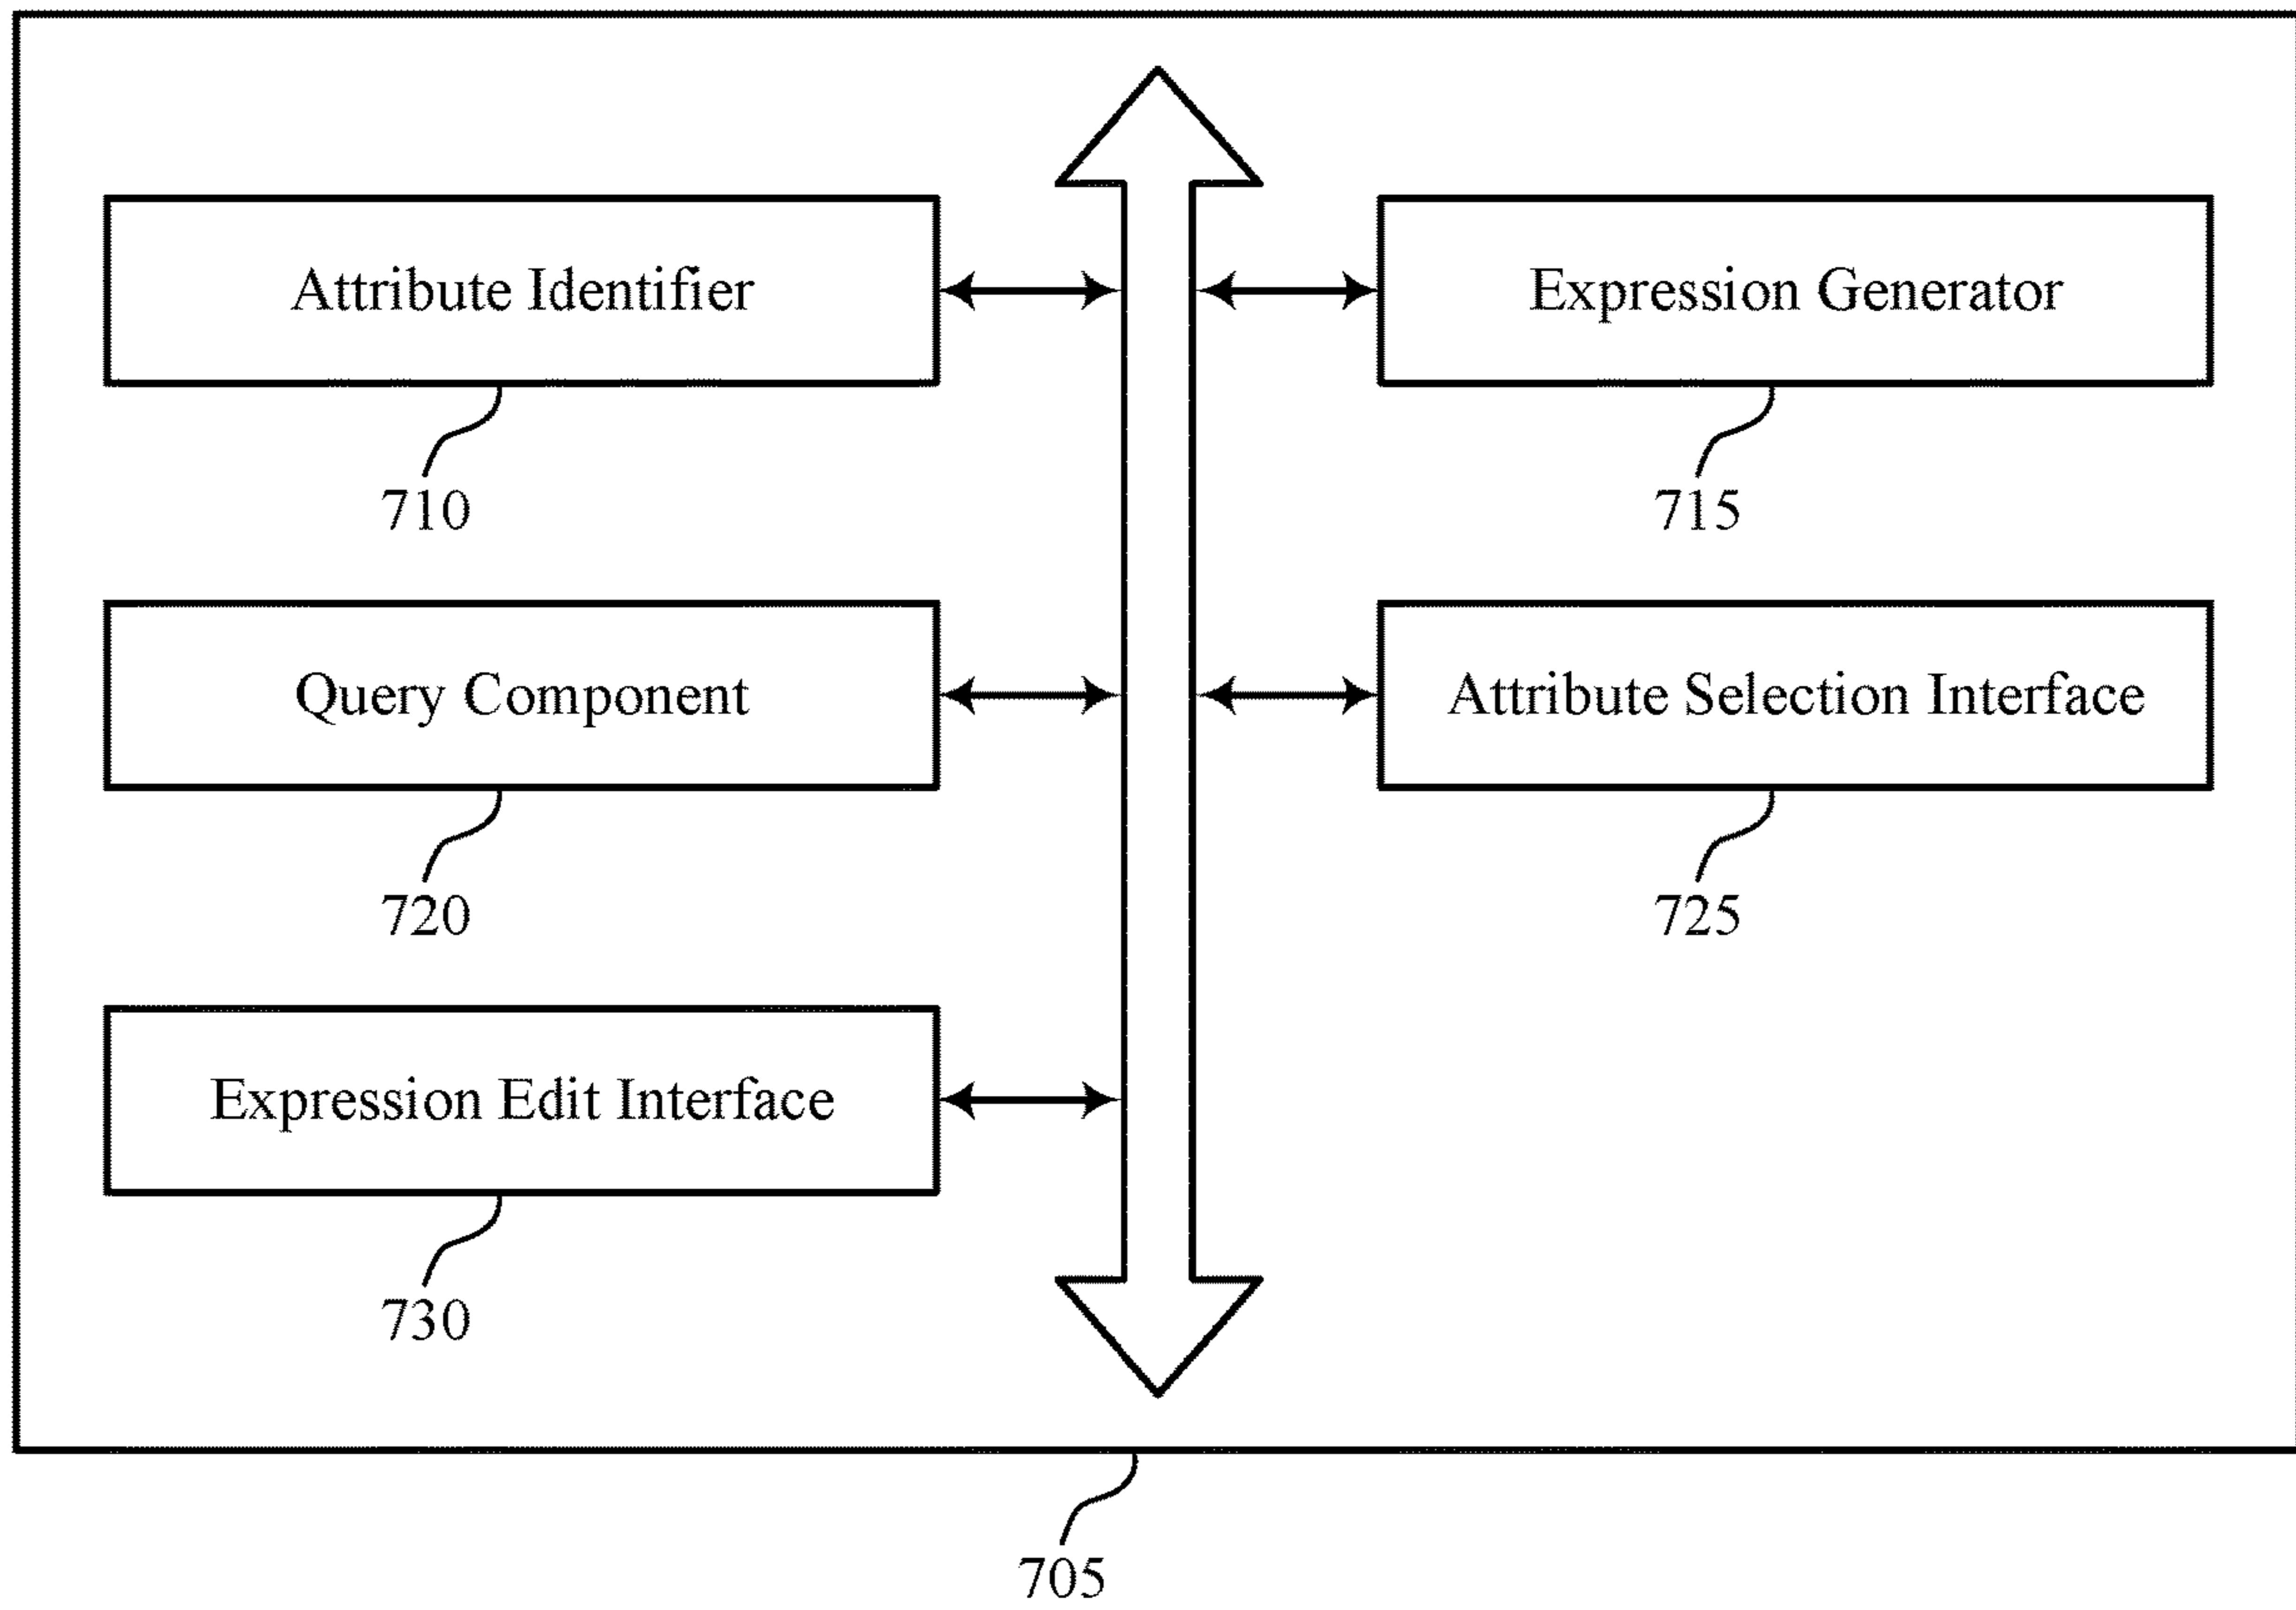 Attribute Identifier
Expression Generator
710
715
Query Component
Attribute Selection Interface
720
725
Expression Edit Interface
730
705